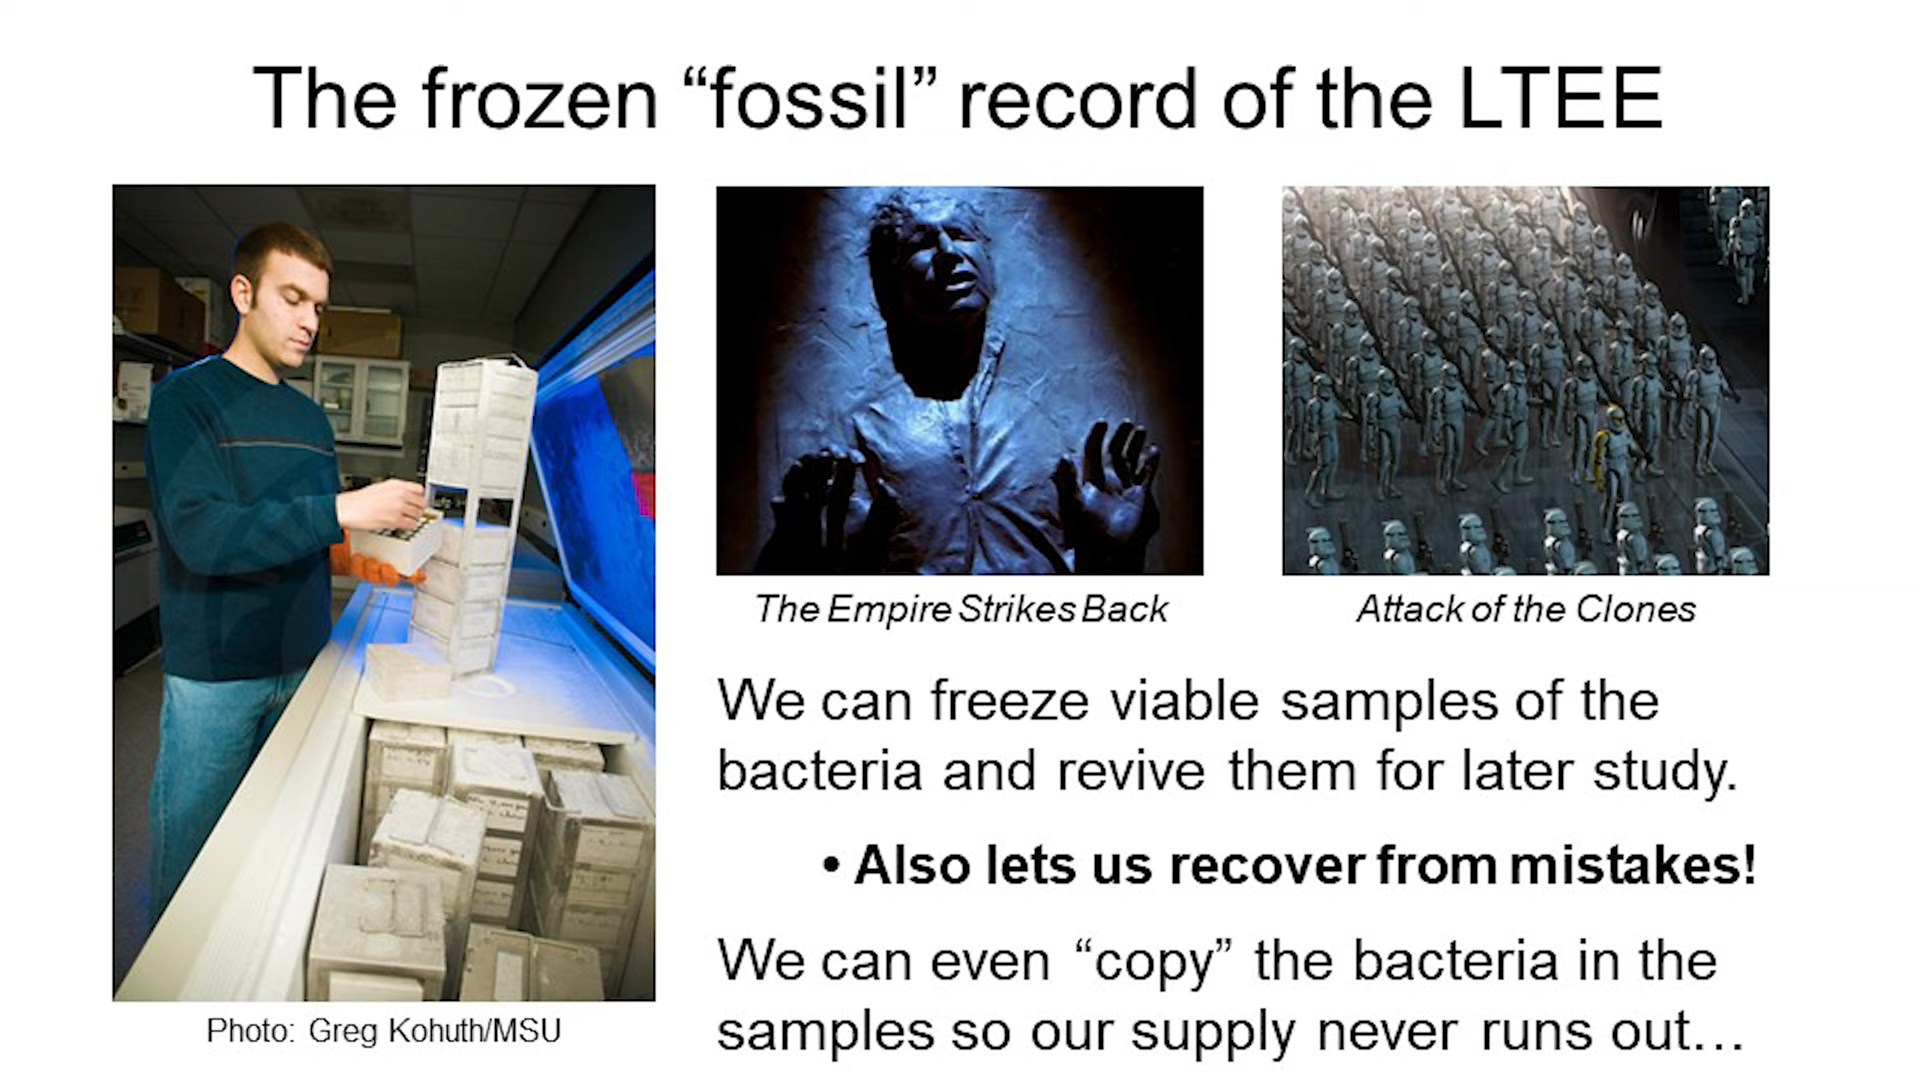 The frozen “fossil” record of the LTEE
The Empire Strikes Back
Attack of the Clones
We can freeze viable samples of the
bacteria and revive them for later study.
• Also lets us recover from mistakes!
We can even “copy” the bacteria in the
samples so our supply never runs out…
Photo: Greg Kohuth/MSU